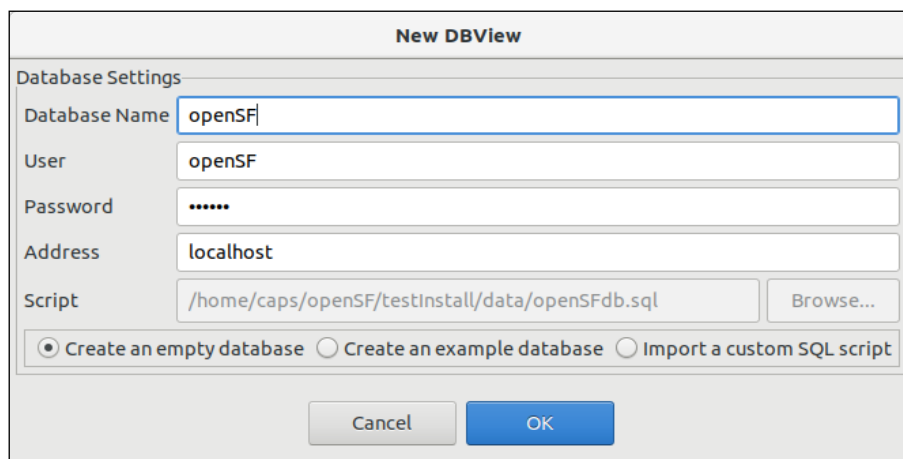 New DBView
Database Settings
Database Name openSF
User openSF
Password ••••••
Address localhost
Script /home/caps/openSF/testInstall/data/openSFdb.sql Browse...
Create an empty database Create an example database Import a custom SQL script
Cancel OK